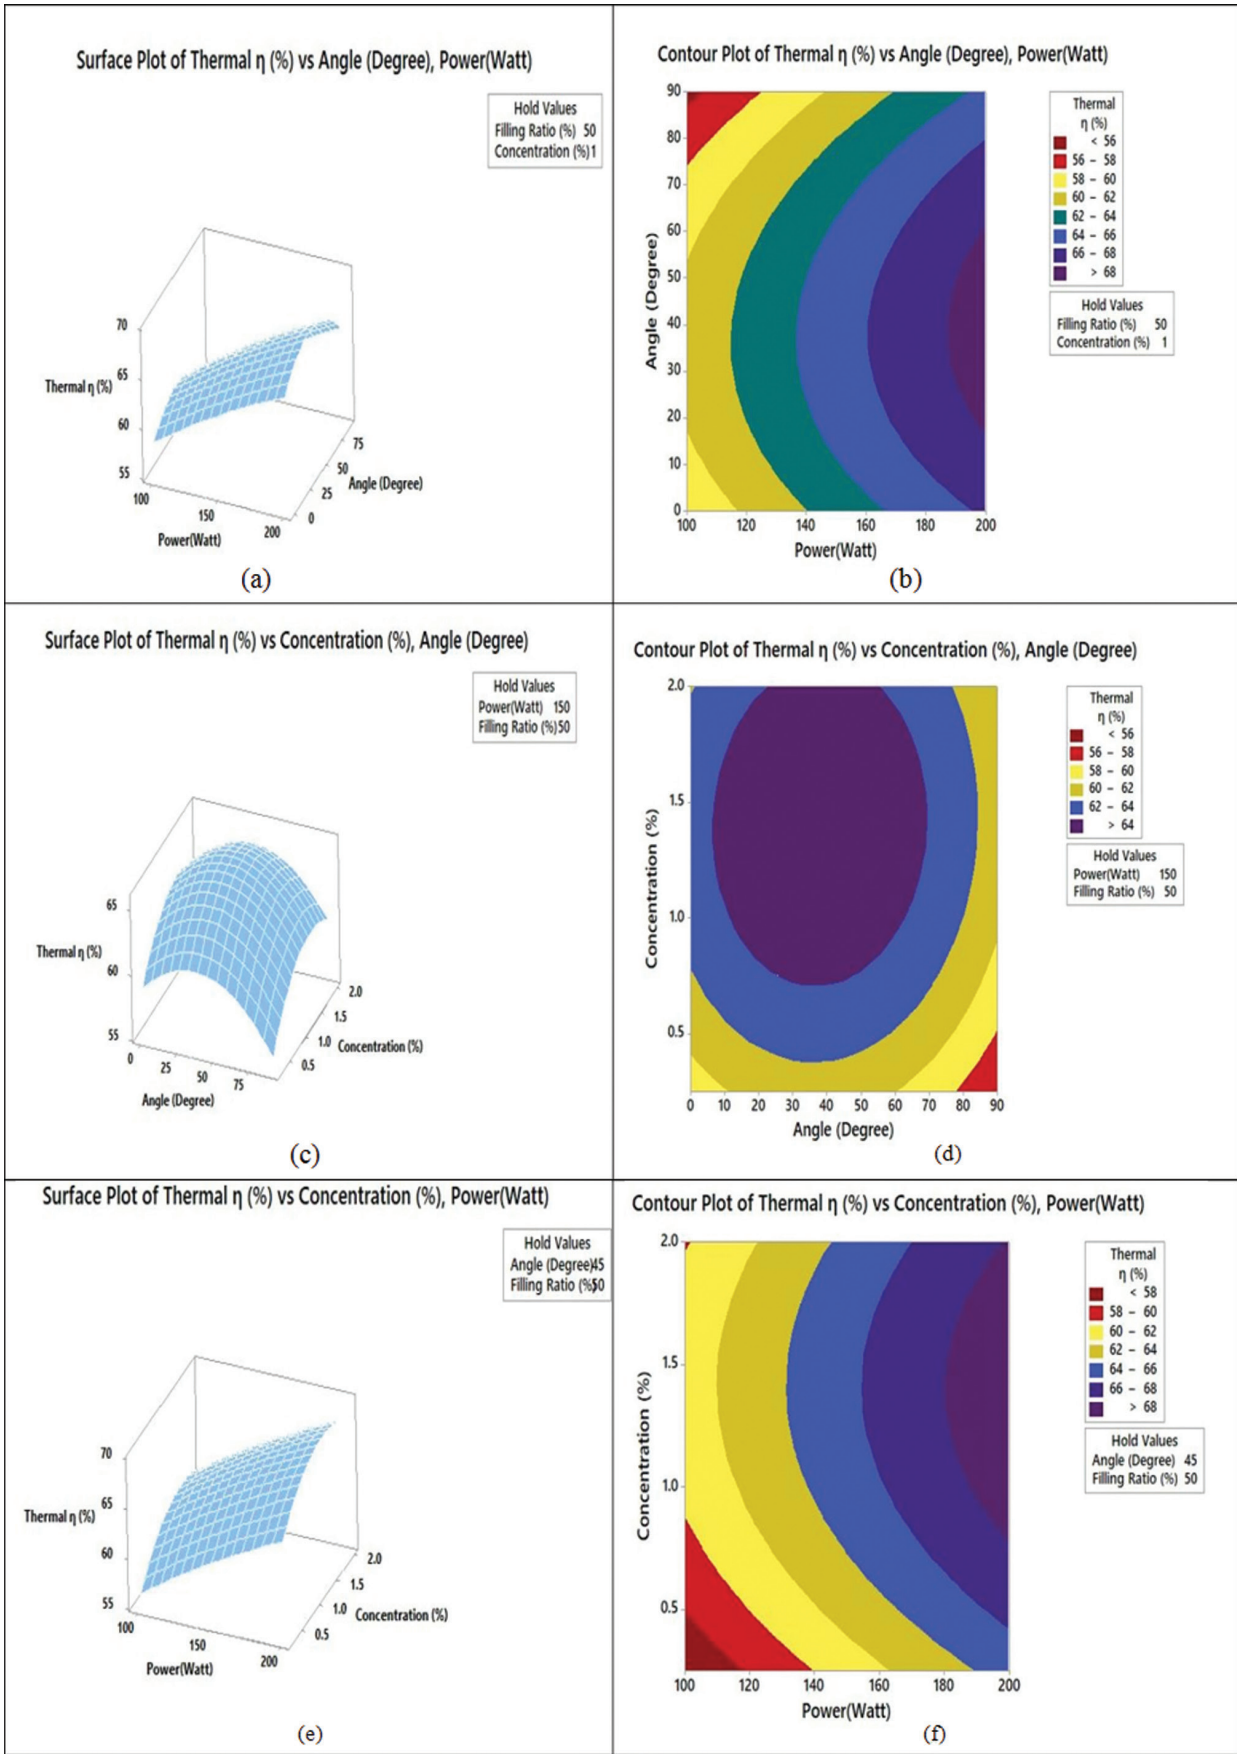 Surface Plot of Thermal η (%) vs Angle (Degree), Power(Watt)
Hold Values
Filling Ratio (%) 50
Concentration (%)1
70
65
60
55
Thermal η (%)
100
150
200
Power(Watt)
75
50
25
0
Angle (Degree)
(a)
Contour Plot of Thermal η (%) vs Angle (Degree), Power(Watt)
90
80
70
60
50
40
30
20
10
0
Angle (Degree)
100 120 140 160 180 200
Power(Watt)
Thermal
η (%)
< 56
56 – 58
58 – 60
60 – 62
62 – 64
64 – 66
66 – 68
> 68
Hold Values
Filling Ratio (%) 50
Concentration (%) 1
(b)
Surface Plot of Thermal η (%) vs Concentration (%), Angle (Degree)
Hold Values
Power(Watt) 150
Filling Ratio (%)50
65
60
55
Thermal η (%)
0
25
50
75
Angle (Degree)
2.0
1.5
1.0
0.5
Concentration (%)
(c)
Contour Plot of Thermal η (%) vs Concentration (%), Angle (Degree)
2.0
1.5
1.0
0.5
Concentration (%)
0 10 20 30 40 50 60 70 80 90
Angle (Degree)
Thermal
η (%)
< 56
56 – 58
58 – 60
60 – 62
62 – 64
> 64
Hold Values
Power(Watt) 150
Filling Ratio (%) 50
(d)
Surface Plot of Thermal η (%) vs Concentration (%), Power(Watt)
Hold Values
Angle (Degree)45
Filling Ratio (%)50
70
65
60
55
Thermal η (%)
100
150
200
Power(Watt)
2.0
1.5
1.0
0.5
Concentration (%)
(e)
Contour Plot of Thermal η (%) vs Concentration (%), Power(Watt)
2.0
1.5
1.0
0.5
Concentration (%)
100 120 140 160 180 200
Power(Watt)
Thermal
η (%)
< 58
58 – 60
60 – 62
62 – 64
64 – 66
66 – 68
> 68
Hold Values
Angle (Degree) 45
Filling Ratio (%) 50
(f)